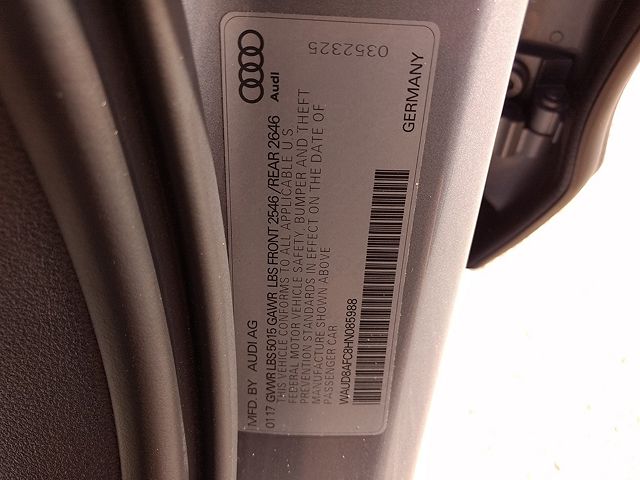 Audi
0352325
GERMANY
MFD. BY AUDI AG
0117 GVWR LBS 5015 GAWR LBS FRONT 2546/REAR 2646
THIS VEHICLE CONFORMS TO ALL APPLICABLE U S
FEDERAL MOTOR VEHICLE SAFETY, BUMPER AND THEFT
PREVENTION STANDARDS IN EFFECT ON THE DATE OF
MANUFACTURE SHOWN ABOVE
PASSENGER CAR
WAUD8AFC8HN085988